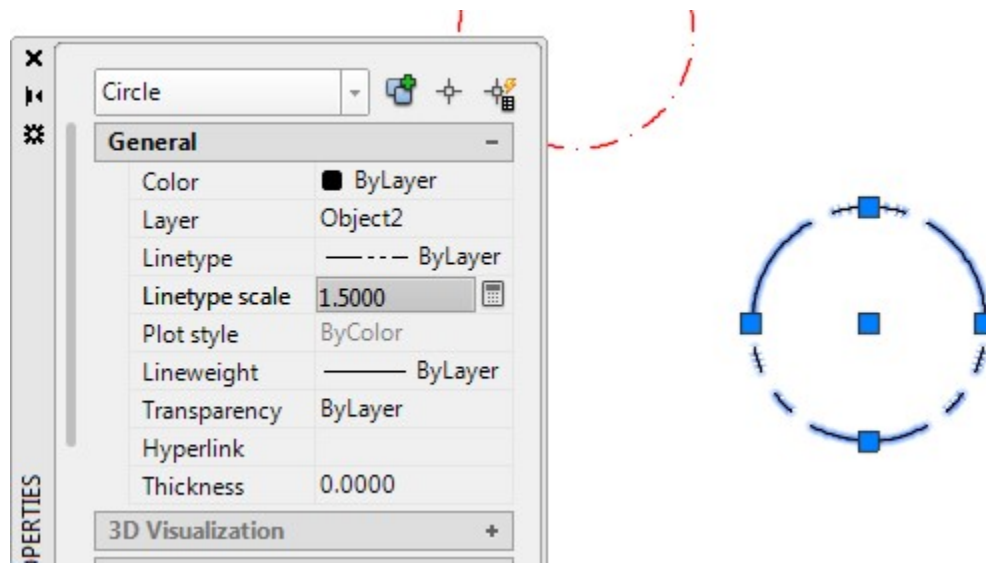 Circle
General
Color ByLayer
Layer Object2
Linetype ByLayer
Linetype scale 1.5000
Plot style ByColor
Lineweight ByLayer
Transparency ByLayer
Hyperlink
Thickness 0.0000
3D Visualization
OPERTIES